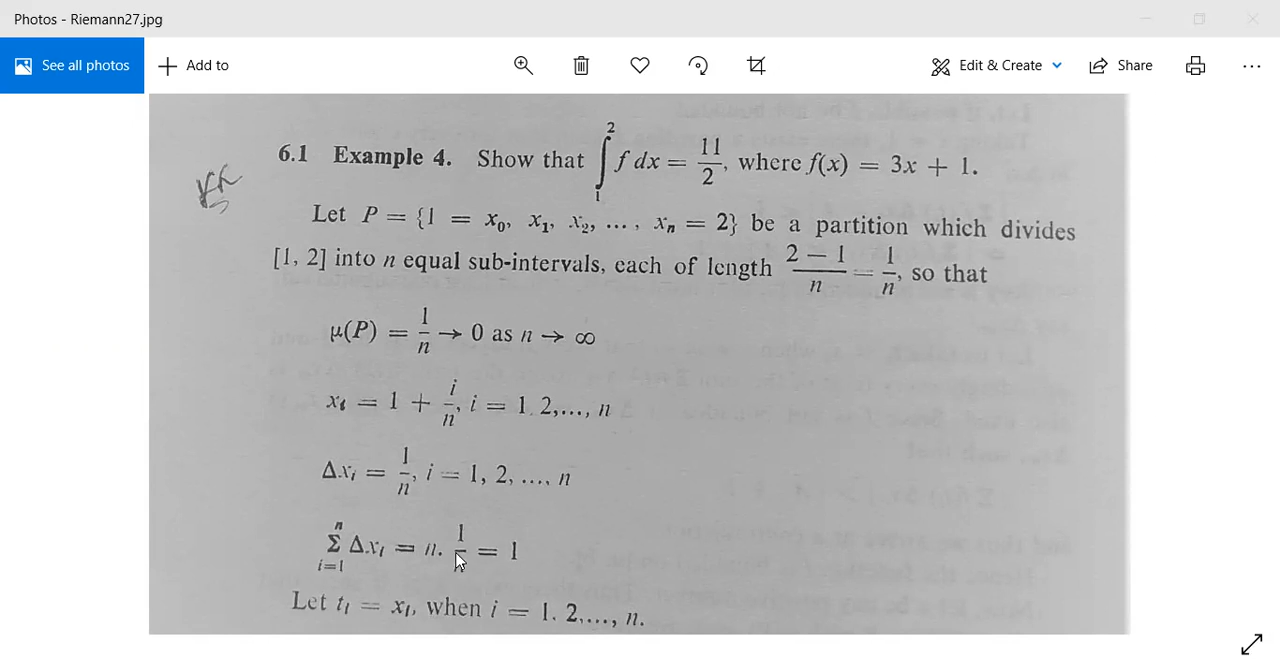 Photos - Riemann27.jpg
See all photos
Add to
Edit & Create
Share
6.1 Example 4. Show that ∫₁² f dx = 11/2, where f(x) = 3x + 1.
Let P = {1 = x₀, x₁, x₂, ..., xₙ = 2} be a partition which divides
[1, 2] into n equal sub-intervals, each of length (2 − 1)/n = 1/n, so that
μ(P) = 1/n → 0 as n → ∞
xᵢ = 1 + i/n, i = 1, 2,..., n
Δxᵢ = 1/n, i = 1, 2, ..., n
Σᵢ₌₁ⁿ Δxᵢ = n. 1/n = 1
Let tᵢ = xᵢ, when i = 1, 2,..., n.